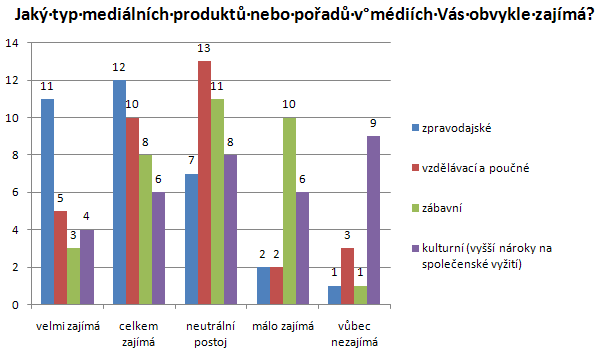 Jaký·typ·mediálních·produktů·nebo·pořadů·v°médiích·Vás·obvykle·zajímá?
14
12
10
8
6
4
2
0
11
5
3
4
12
10
8
6
7
13
11
8
2
2
10
6
1
3
1
9
velmi zajímá
celkem
zajímá
neutrální
postoj
málo zajímá
vůbec
nezajímá
zpravodajské
vzdělávací a poučné
zábavní
kulturní (vyšší nároky na
společenské vyžití)